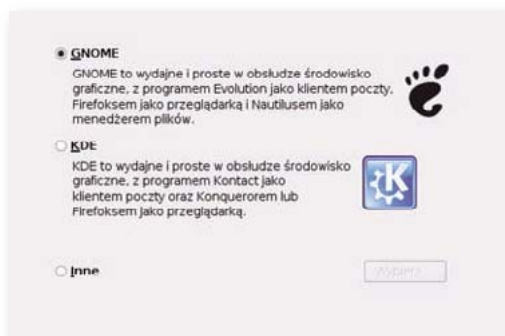 GNOME
GNOME to wydajne i proste w obsłudze środowisko
graficzne, z programem Evolution jako klientem poczty,
Firefoksem jako przeglądarką i Nautilusem jako
menedżerem plików.
KDE
KDE to wydajne i proste w obsłudze środowisko
graficzne, z programem Kontact jako
klientem poczty oraz Konquerorem lub
Firefoksem jako przeglądarką.
Inne